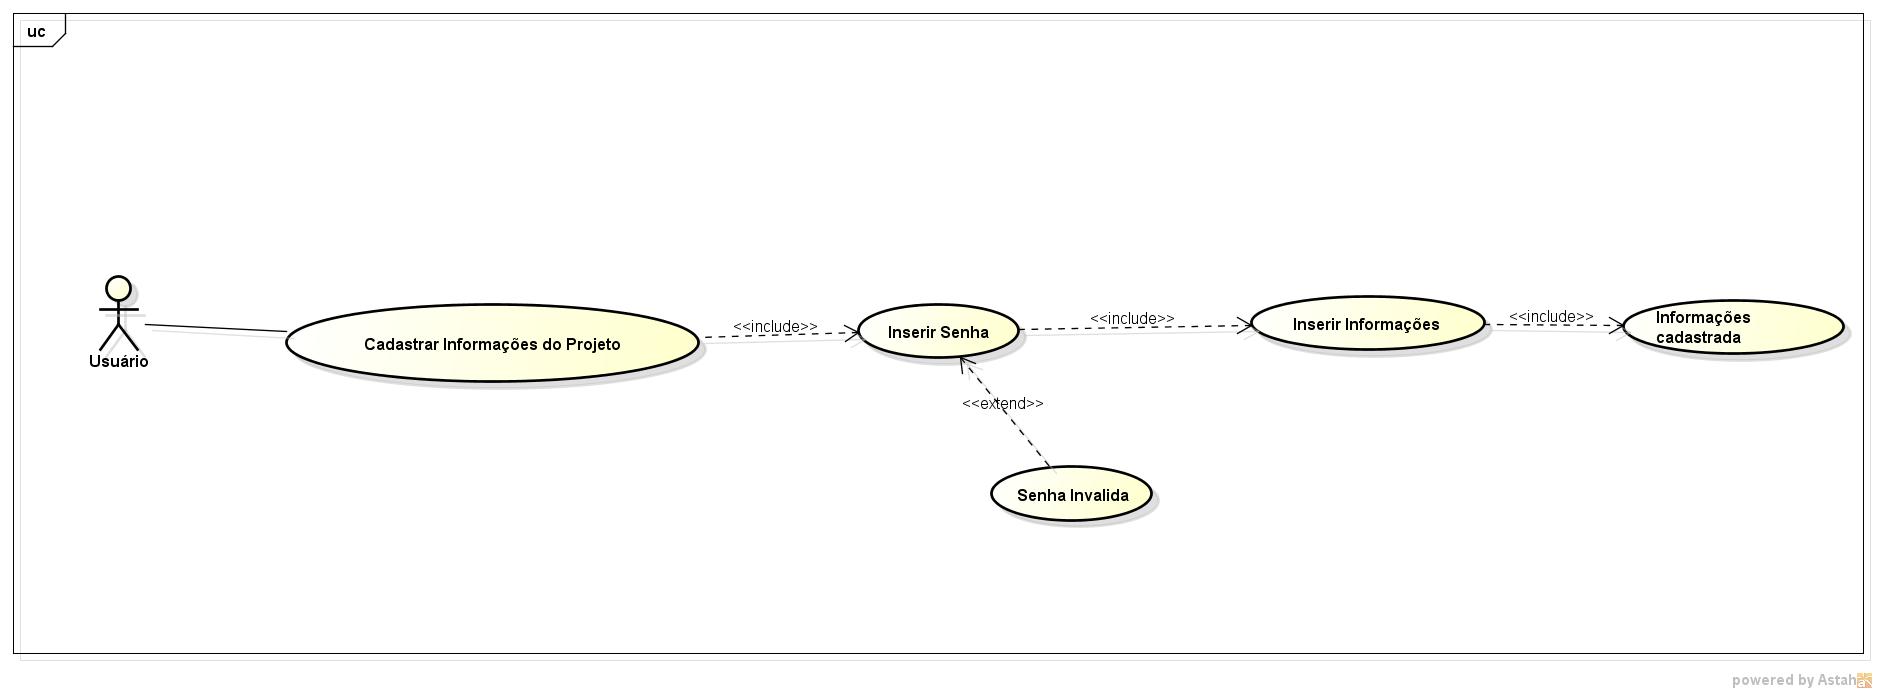 uc
Usuário
Cadastrar Informações do Projeto
<<include>>
Inserir Senha
<<include>>
Inserir Informações
<<include>>
Informações
cadastrada
<<extend>>
Senha Invalida
powered by Astah